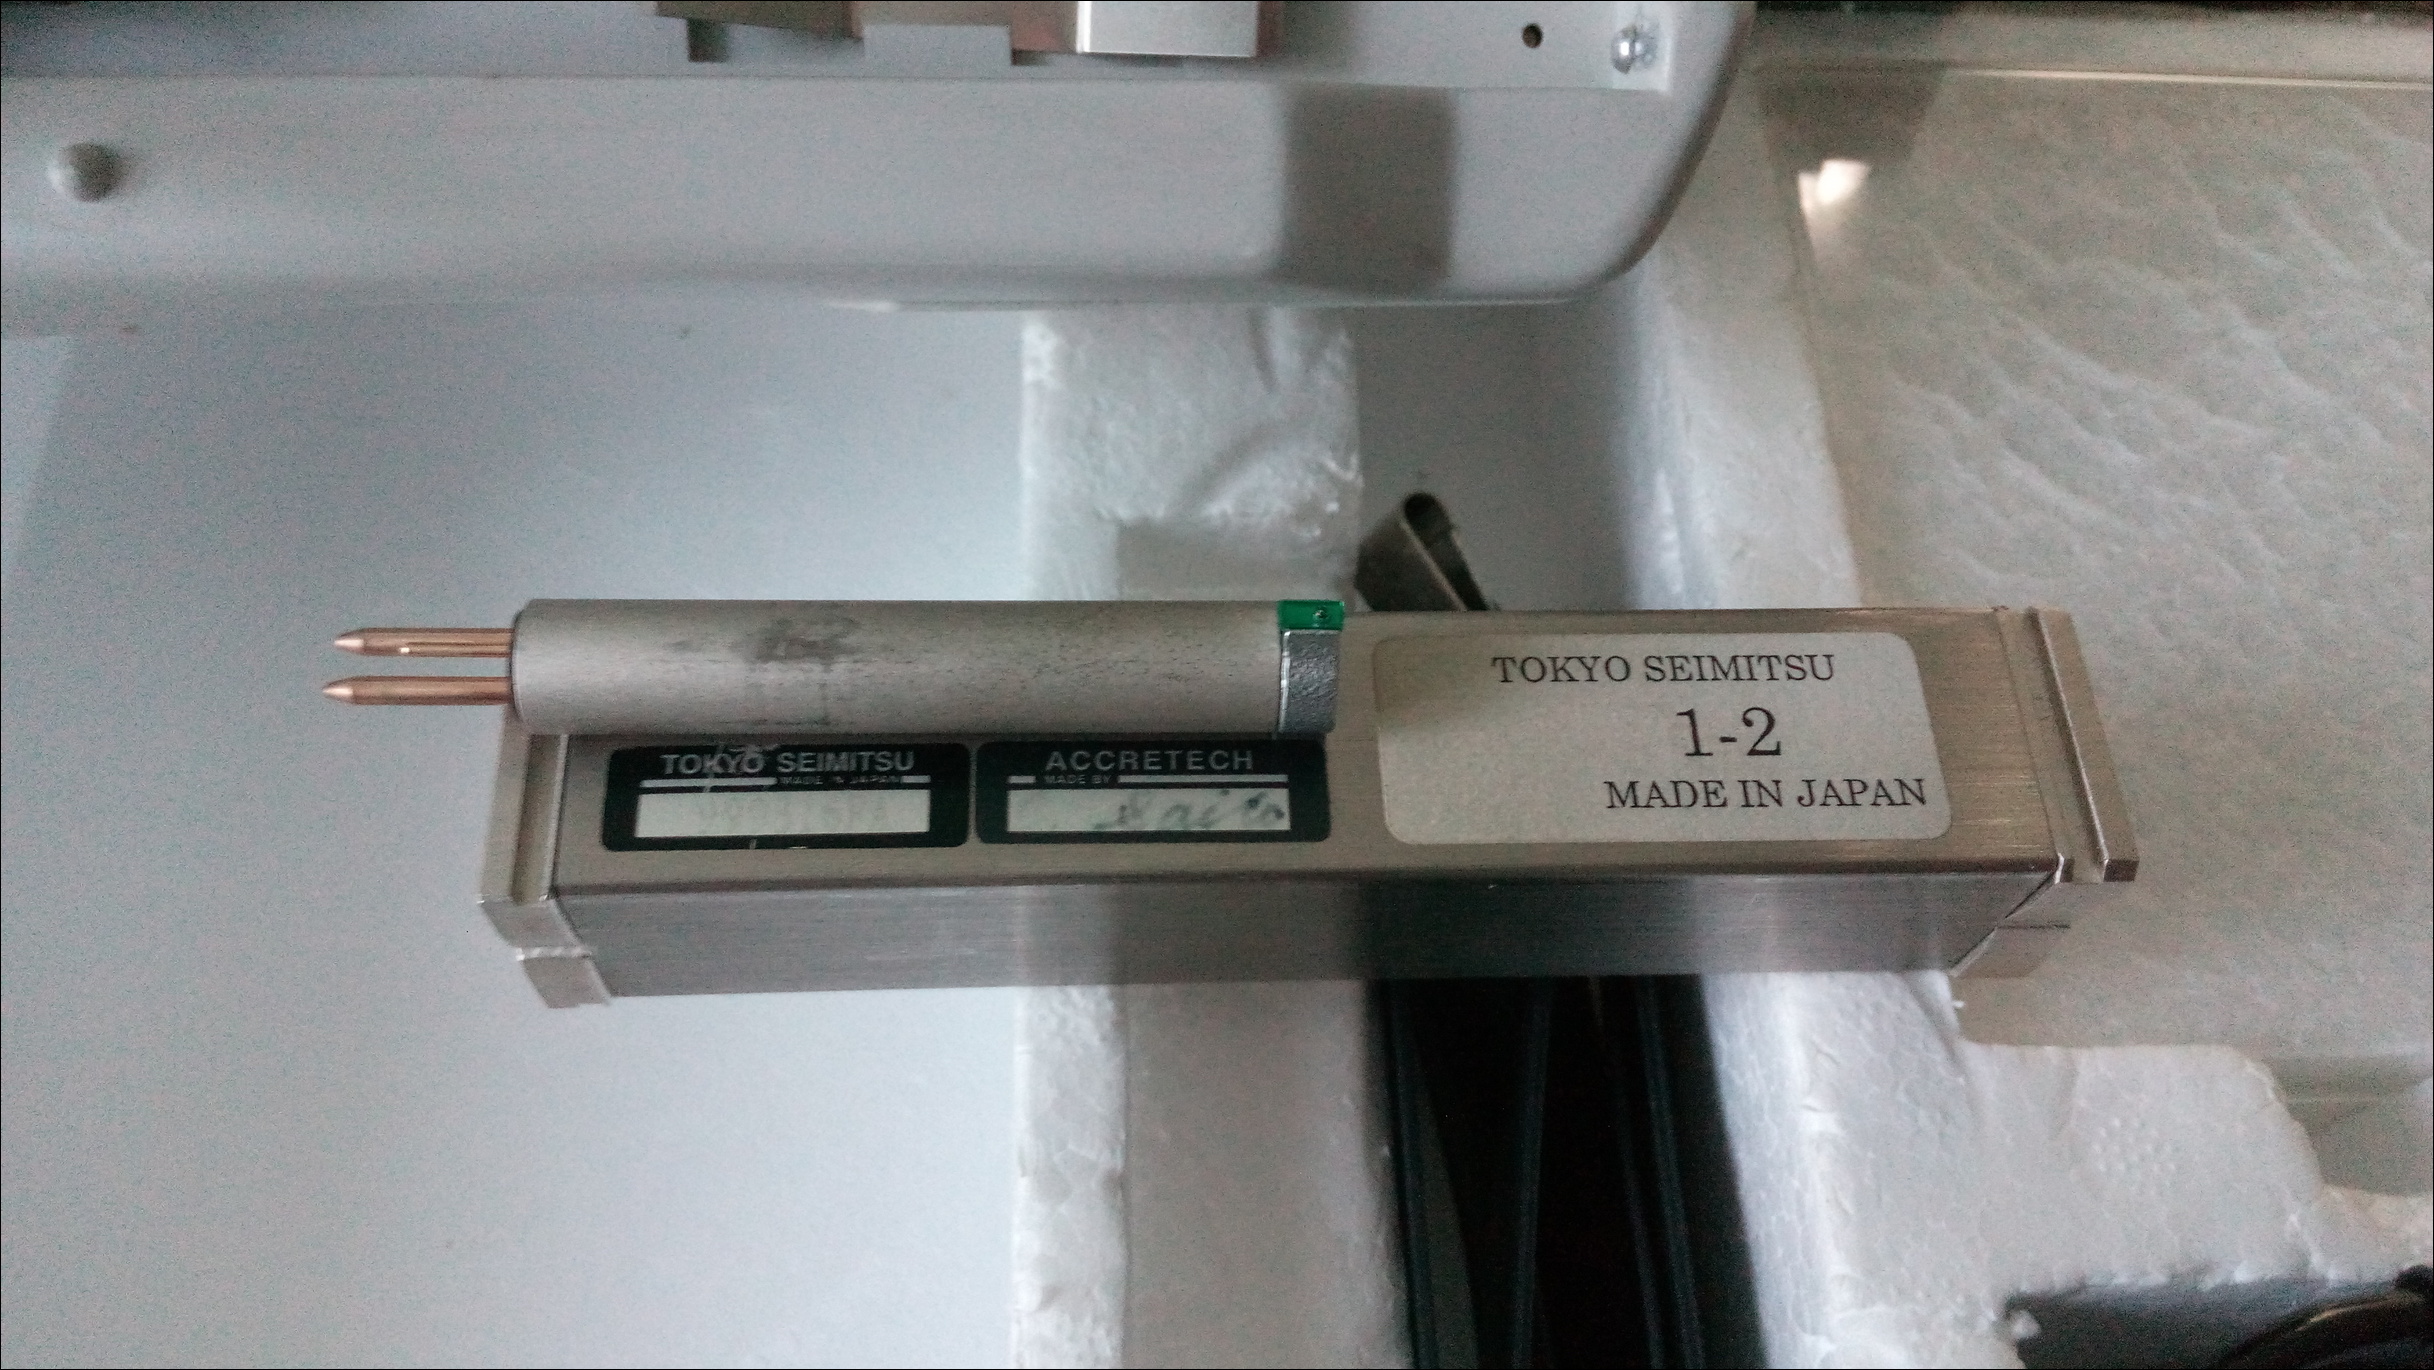 TOKYO SEIMITSU
MADE IN JAPAN
ACCRETECH
MADE BY
TOKYO SEIMITSU
1-2
MADE IN JAPAN